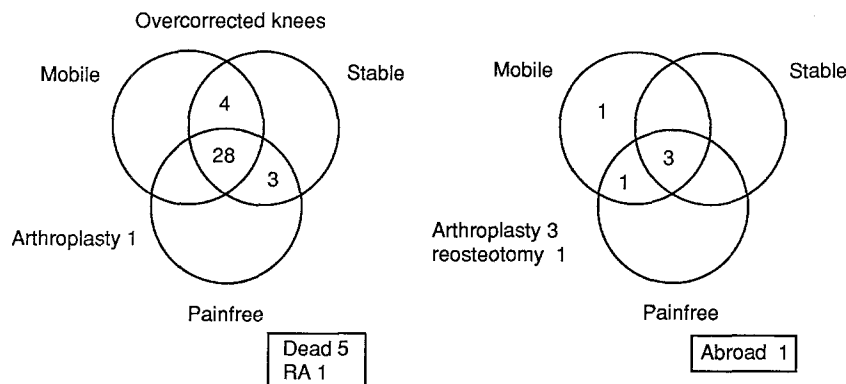 Overcorrected knees
Mobile
Stable
4
28
3
Arthroplasty 1
Painfree
Dead 5
RA 1
Mobile
Stable
1
3
1
Arthroplasty 3
reosteotomy 1
Painfree
Abroad 1